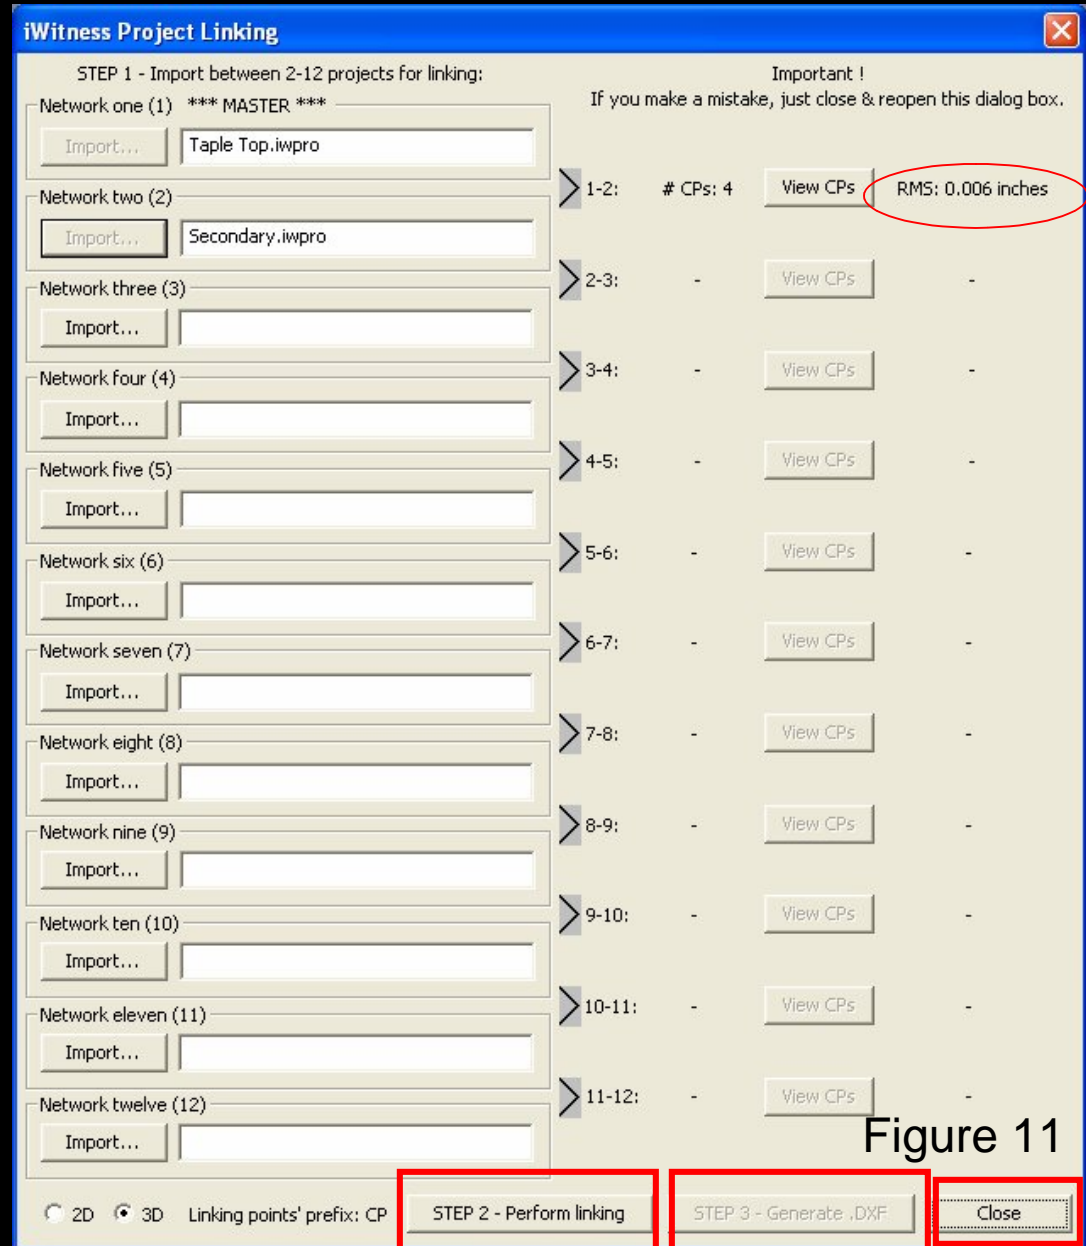 iWitness Project Linking
STEP 1 - Import between 2-12 projects for linking:
Important !
If you make a mistake, just close & reopen this dialog box.
Network one (1) *** MASTER ***
Import... Taple Top.iwpro
1-2: # CPs: 4 View CPs RMS: 0.006 inches
Network two (2)
Import... Secondary.iwpro
2-3: - View CPs -
Network three (3)
Import...
3-4: - View CPs -
Network four (4)
Import...
4-5: - View CPs -
Network five (5)
Import...
5-6: - View CPs -
Network six (6)
Import...
6-7: - View CPs -
Network seven (7)
Import...
7-8: - View CPs -
Network eight (8)
Import...
8-9: - View CPs -
Network nine (9)
Import...
9-10: - View CPs -
Network ten (10)
Import...
10-11: - View CPs -
Network eleven (11)
Import...
11-12: - View CPs -
Network twelve (12)
Import...
Figure 11
2D 3D Linking points' prefix: CP STEP 2 - Perform linking STEP 3 - Generate .DXF Close